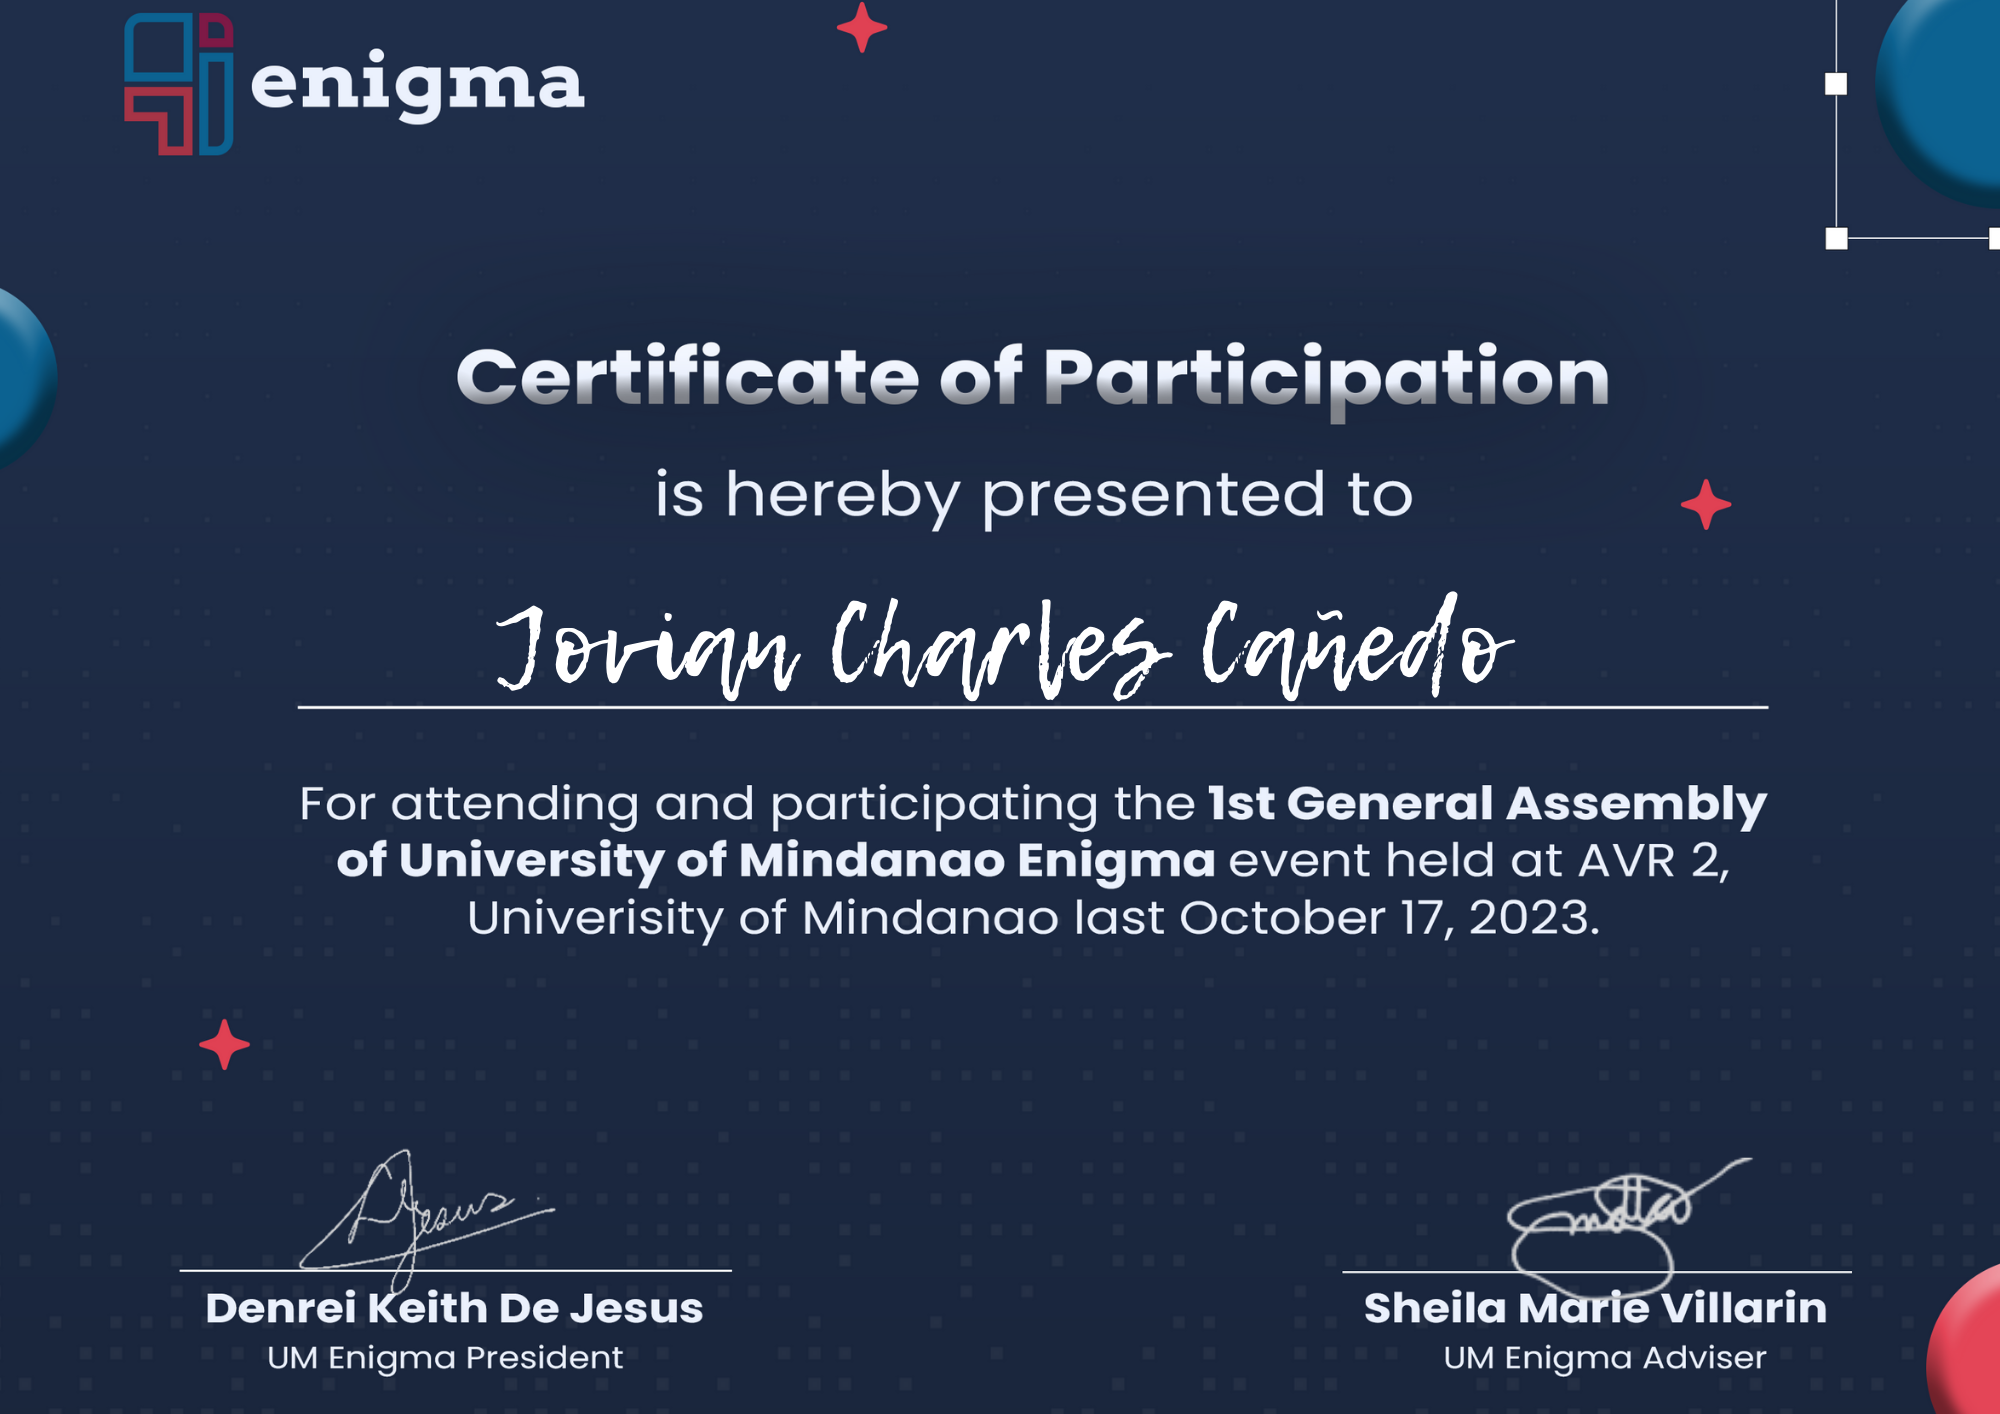 enigma
Certificate of Participation
is hereby presented to
Jovian Charles Cañedo
For attending and participating the 1st General Assembly
of University of Mindanao Enigma event held at AVR 2,
Univerisity of Mindanao last October 17, 2023.
Denrei Keith De Jesus
UM Enigma President
Sheila Marie Villarin
UM Enigma Adviser